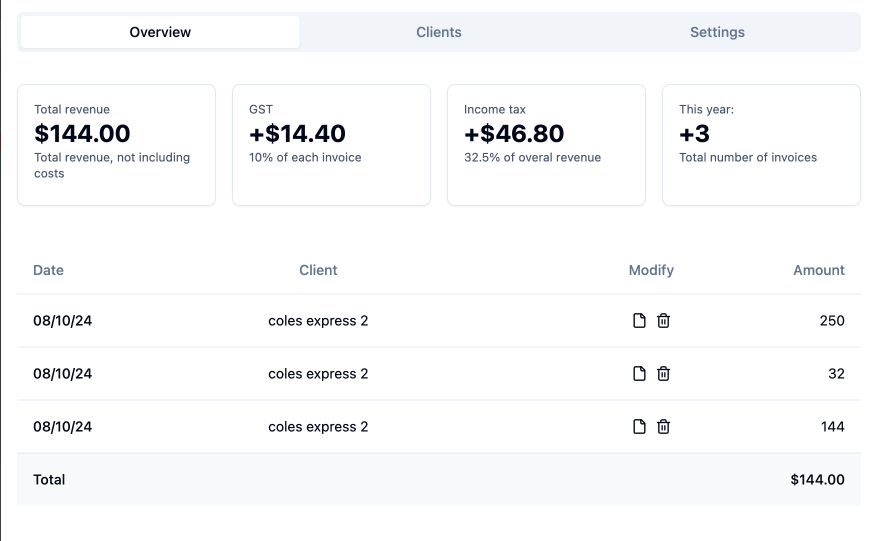 Overview Clients Settings
Total revenue
$144.00
Total revenue, not including
costs
GST
+$14.40
10% of each invoice
Income tax
+$46.80
32.5% of overal revenue
This year:
+3
Total number of invoices
Date Client Modify Amount
08/10/24 coles express 2 250
08/10/24 coles express 2 32
08/10/24 coles express 2 144
Total $144.00